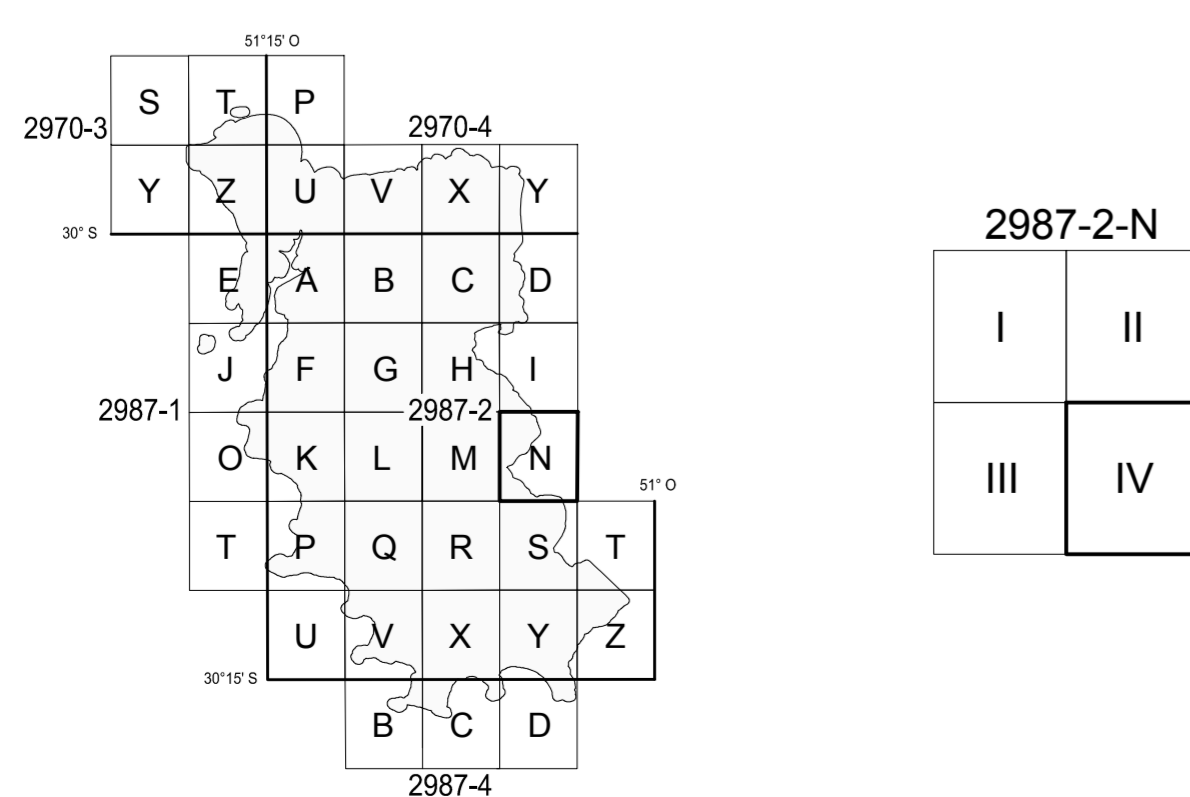 51°15' O
S T P
2970-3 2970-4
Y Z U V X Y
30° S
E A B C D
J F G H I
2987-1 2987-2
O K L M N
51° O
T P Q R S T
U V X Y Z
30°15' S
B C D
2987-4
2987-2-N
I II
III IV